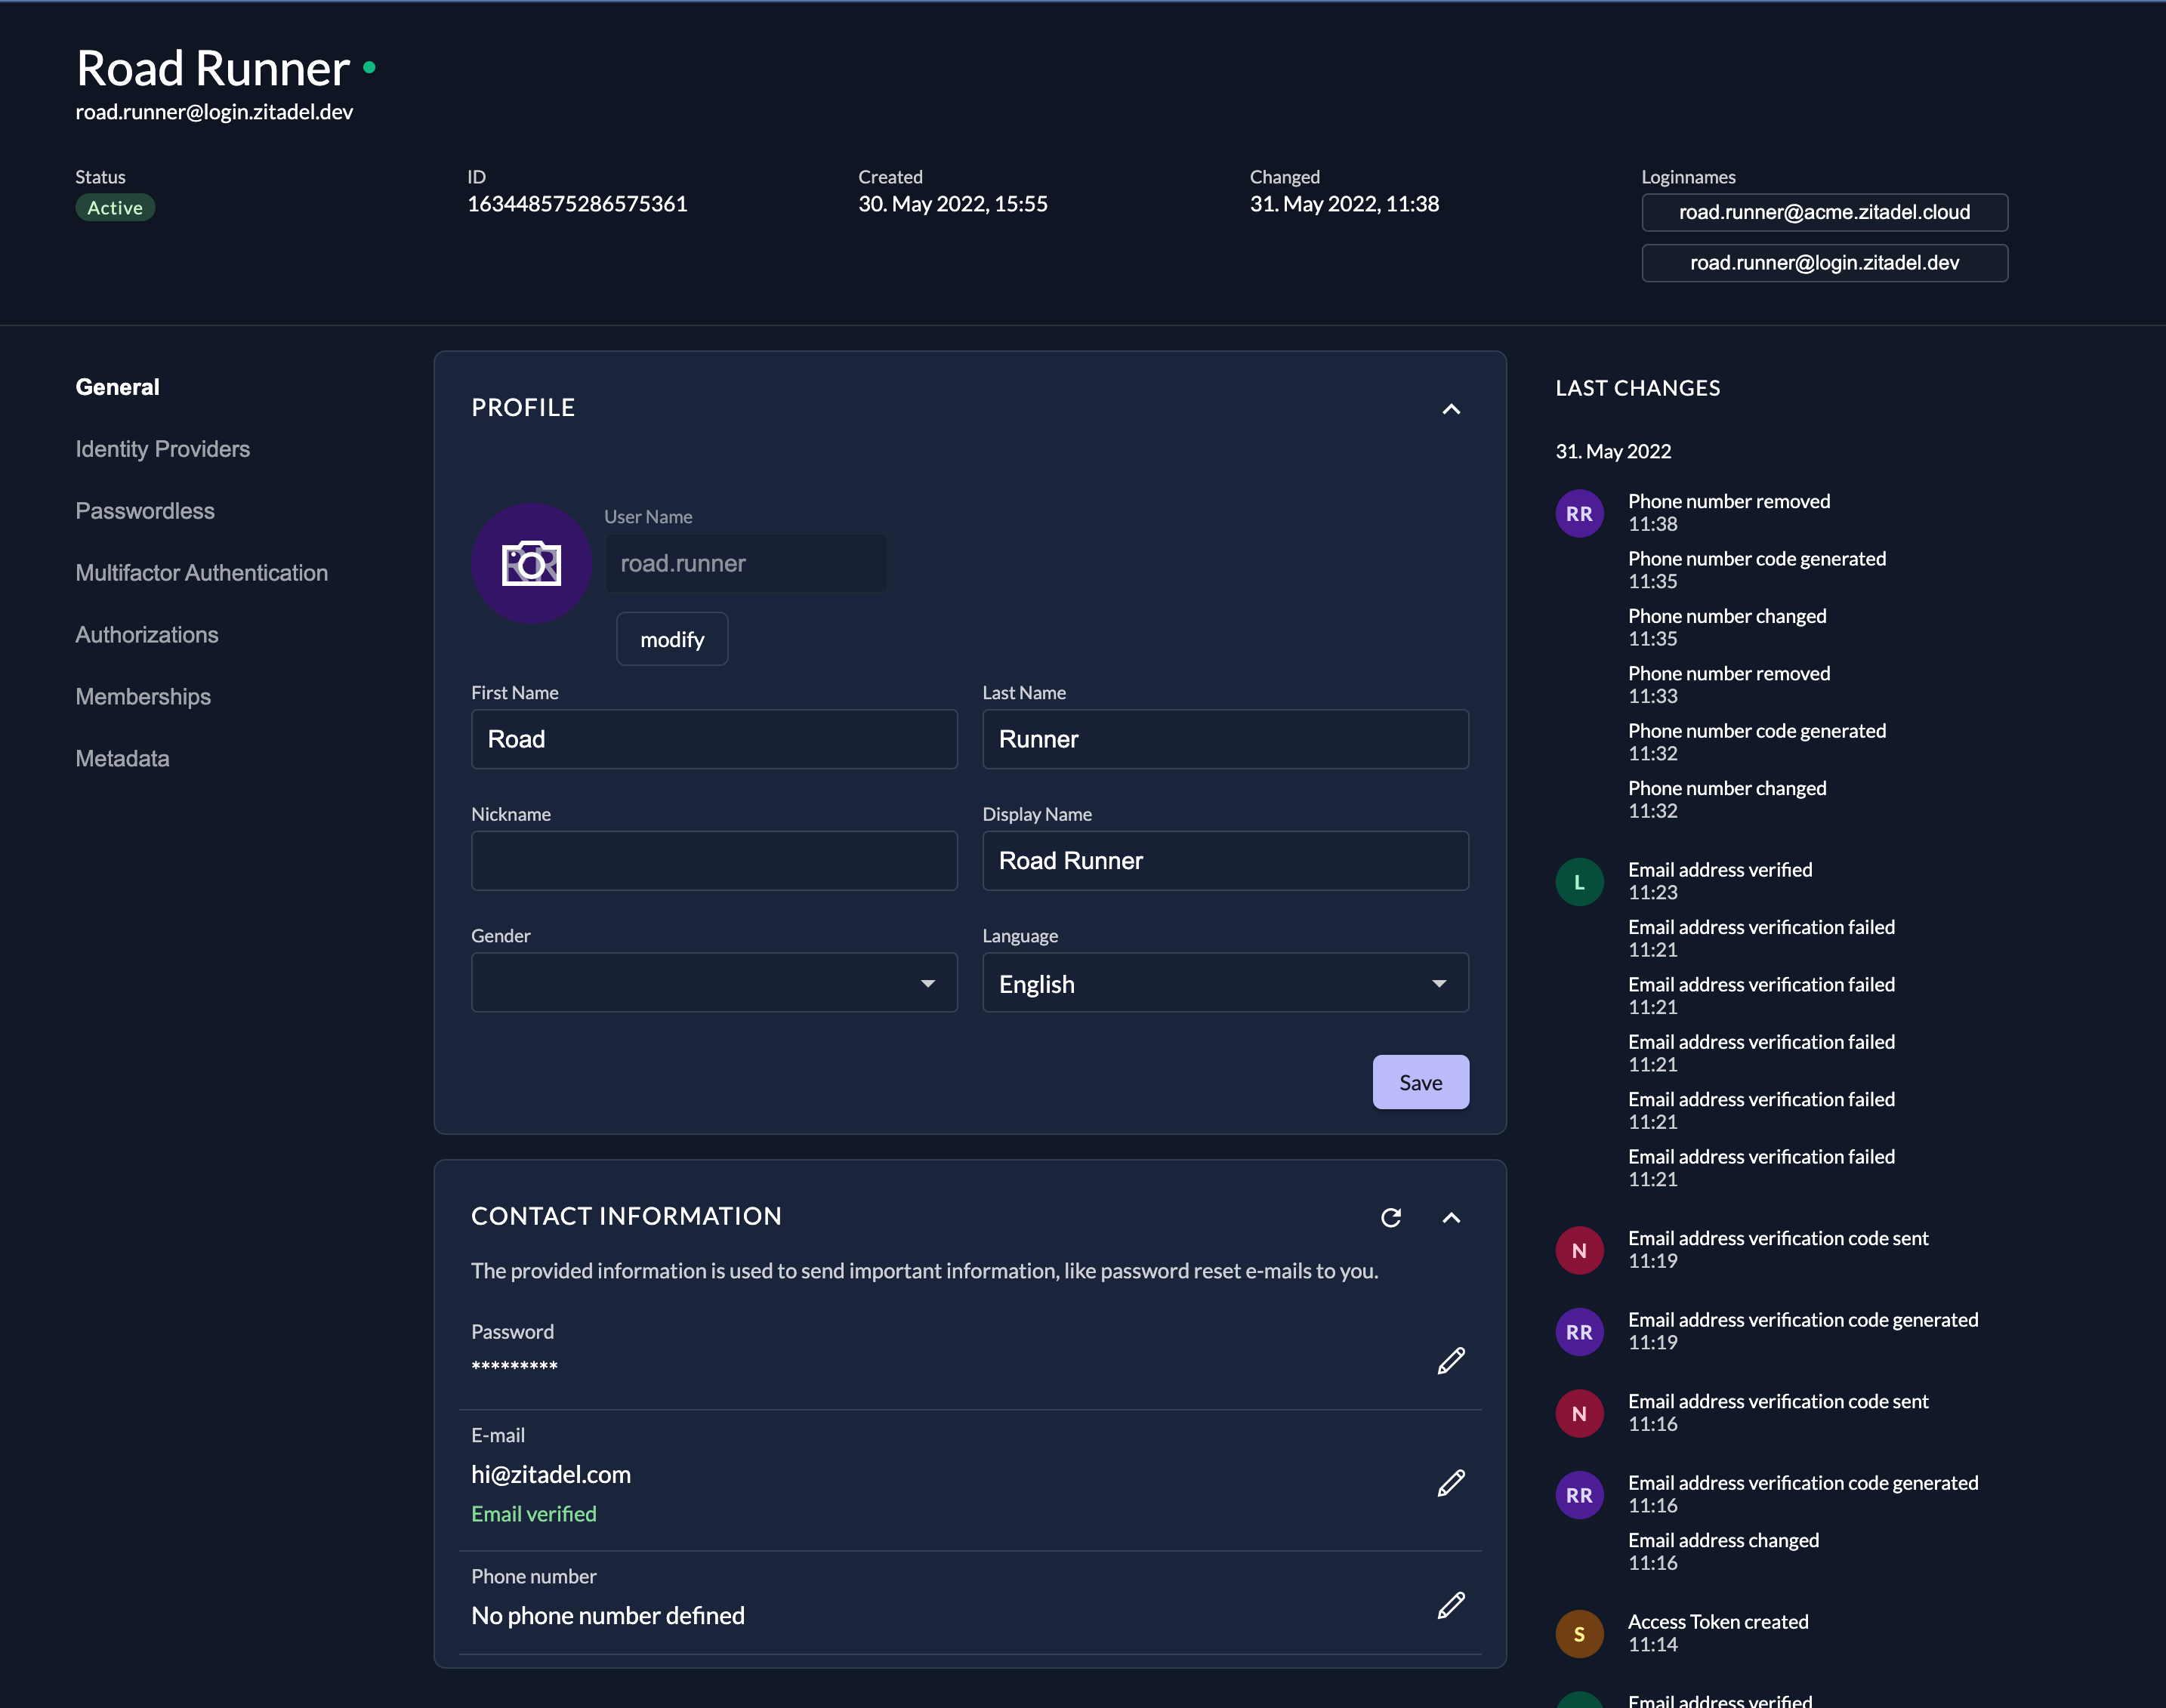 Road Runner
road.runner@login.zitadel.dev
Status
Active
ID
163448575286575361
Created
30. May 2022, 15:55
Changed
31. May 2022, 11:38
Loginnames
road.runner@acme.zitadel.cloud
road.runner@login.zitadel.dev
General
Identity Providers
Passwordless
Multifactor Authentication
Authorizations
Memberships
Metadata
PROFILE
RR
User Name
road.runner
modify
First Name
Road
Last Name
Runner
Nickname
Display Name
Road Runner
Gender
Language
English
Save
CONTACT INFORMATION
The provided information is used to send important information, like password reset e-mails to you.
Password
*********
E-mail
hi@zitadel.com
Email verified
Phone number
No phone number defined
LAST CHANGES
31. May 2022
RR
Phone number removed
11:38
Phone number code generated
11:35
Phone number changed
11:35
Phone number removed
11:33
Phone number code generated
11:32
Phone number changed
11:32
L
Email address verified
11:23
Email address verification failed
11:21
Email address verification failed
11:21
Email address verification failed
11:21
Email address verification failed
11:21
Email address verification failed
11:21
N
Email address verification code sent
11:19
RR
Email address verification code generated
11:19
N
Email address verification code sent
11:16
RR
Email address verification code generated
11:16
Email address changed
11:16
S
Access Token created
11:14
Email address verified